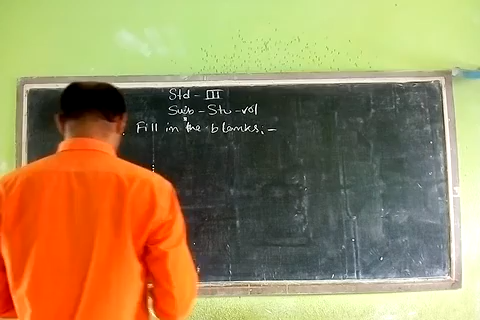 Std - III
Sub - Stu - vol
Fill in the blanks. -